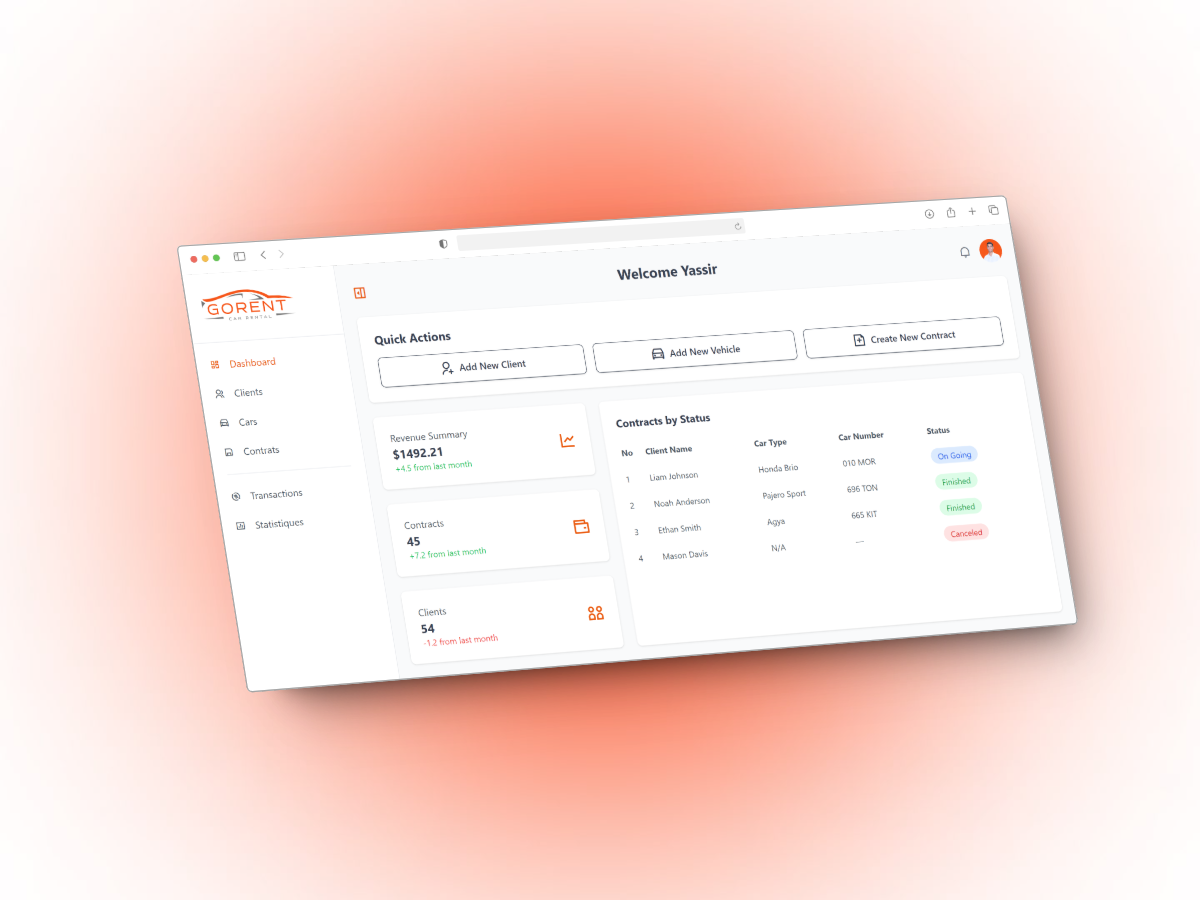 Welcome Yassir
GORENT
CAR RENTAL
Dashboard
Clients
Cars
Contrats
Transactions
Statistiques
Quick Actions
Add New Client
Add New Vehicle
Create New Contract
Revenue Summary
$1492.21
+4.5 from last month
Contracts
45
+7.2 from last month
Clients
54
-1.2 from last month
Contracts by Status
No Client Name Car Type Car Number Status
1 Liam Johnson Honda Brio 010 MOR On Going
2 Noah Anderson Pajero Sport 696 TON Finished
3 Ethan Smith Agya 665 KIT Finished
4 Mason Davis N/A --- Canceled